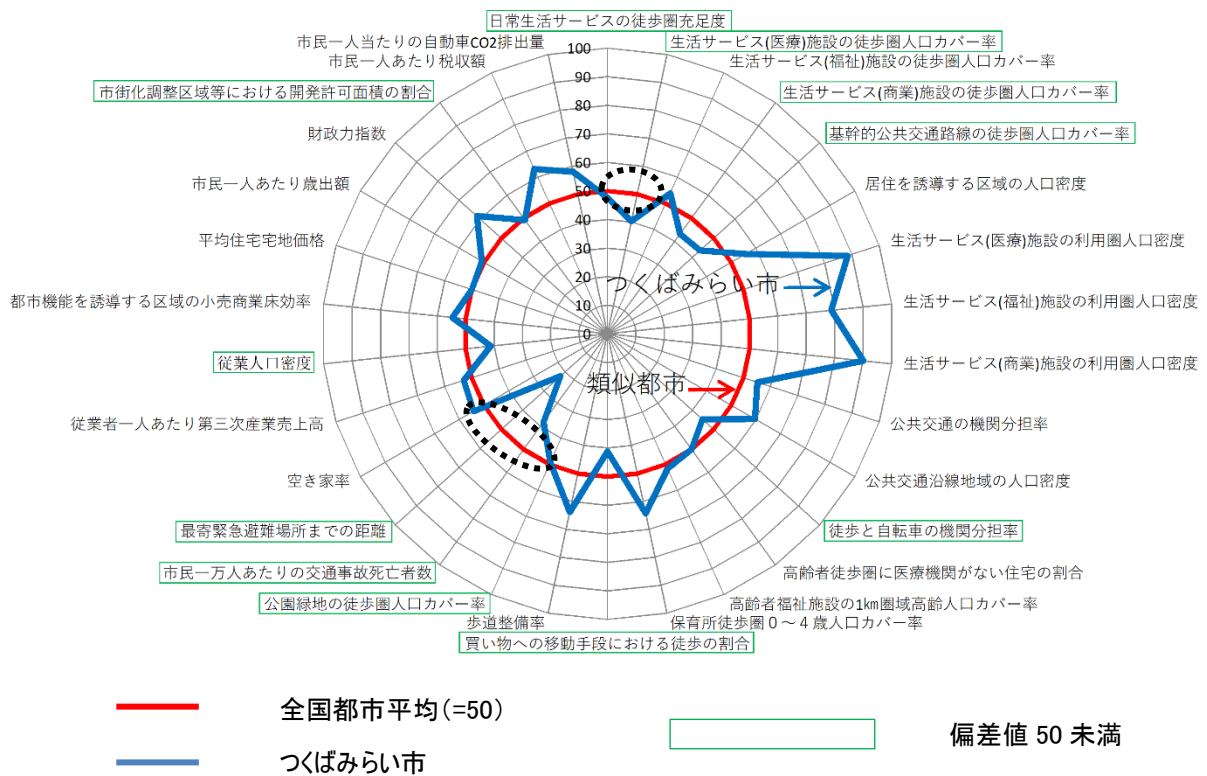 日常生活サービスの徒歩圏充足度
市民一人当たりの自動車CO2排出量
生活サービス(医療)施設の徒歩圏人口カバー率
市民一人あたり税収額
生活サービス(福祉)施設の徒歩圏人口カバー率
市街化調整区域等における開発許可面積の割合
生活サービス(商業)施設の徒歩圏人口カバー率
財政力指数
基幹的公共交通路線の徒歩圏人口カバー率
市民一人あたり歳出額
居住を誘導する区域の人口密度
平均住宅宅地価格
生活サービス(医療)施設の利用圏人口密度
都市機能を誘導する区域の小売商業床効率
生活サービス(福祉)施設の利用圏人口密度
従業人口密度
生活サービス(商業)施設の利用圏人口密度
従業者一人あたり第三次産業売上高
公共交通の機関分担率
空き家率
公共交通沿線地域の人口密度
最寄緊急避難場所までの距離
徒歩と自転車の機関分担率
市民一万人あたりの交通事故死亡者数
高齢者徒歩圏に医療機関がない住宅の割合
公園緑地の徒歩圏人口カバー率
高齢者福祉施設の1㎞圏域高齢人口カバー率
歩道整備率
保育所徒歩圏0~4歳人口カバー率
買い物への移動手段における徒歩の割合
100
90
80
70
60
50
40
30
20
10
0
つくばみらい市
類似都市
全国都市平均(=50)
つくばみらい市
偏差値 50 未満